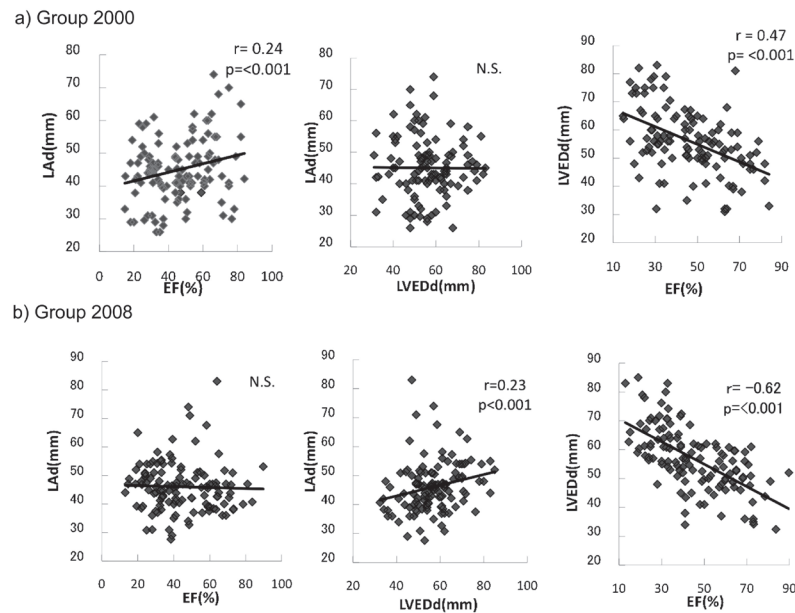 a) Group 2000
r= 0.24
p=<0.001
LAd(mm)
80
70
60
50
40
30
20
0 20 40 60 80 100
EF(%)
N.S.
LAd(mm)
80
70
60
50
40
30
20
20 40 60 80 100
LVEDd(mm)
r = 0.47
p= <0.001
LVEDd(mm)
90
80
70
60
50
40
30
20
10 30 50 70 90
EF(%)
b) Group 2008
N.S.
LAd(mm)
90
80
70
60
50
40
30
20
0 20 40 60 80 100
EF(%)
r=0.23
p<0.001
LAd(mm)
90
80
70
60
50
40
30
20
20 40 60 80 100
LVEDd(mm)
r= −0.62
p=<0.001
LVEDd(mm)
90
80
70
60
50
40
30
20
10 30 50 70 90
EF(%)